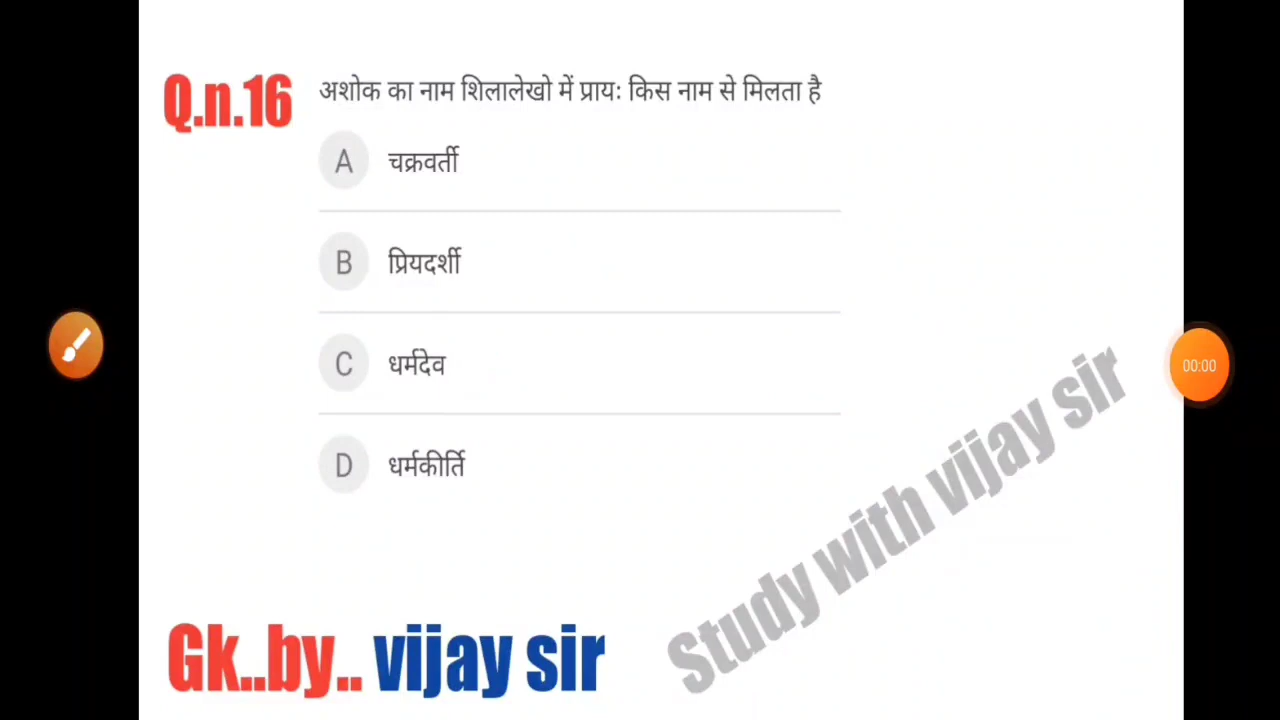 Q.n.16 अशोक का नाम शिलालेखो में प्रायः किस नाम से मिलता है
A चक्रवर्ती
B प्रियदर्शी
C धर्मदेव
D धर्मकीर्ति
00:00
Study with vijay sir
Gk..by.. vijay sir